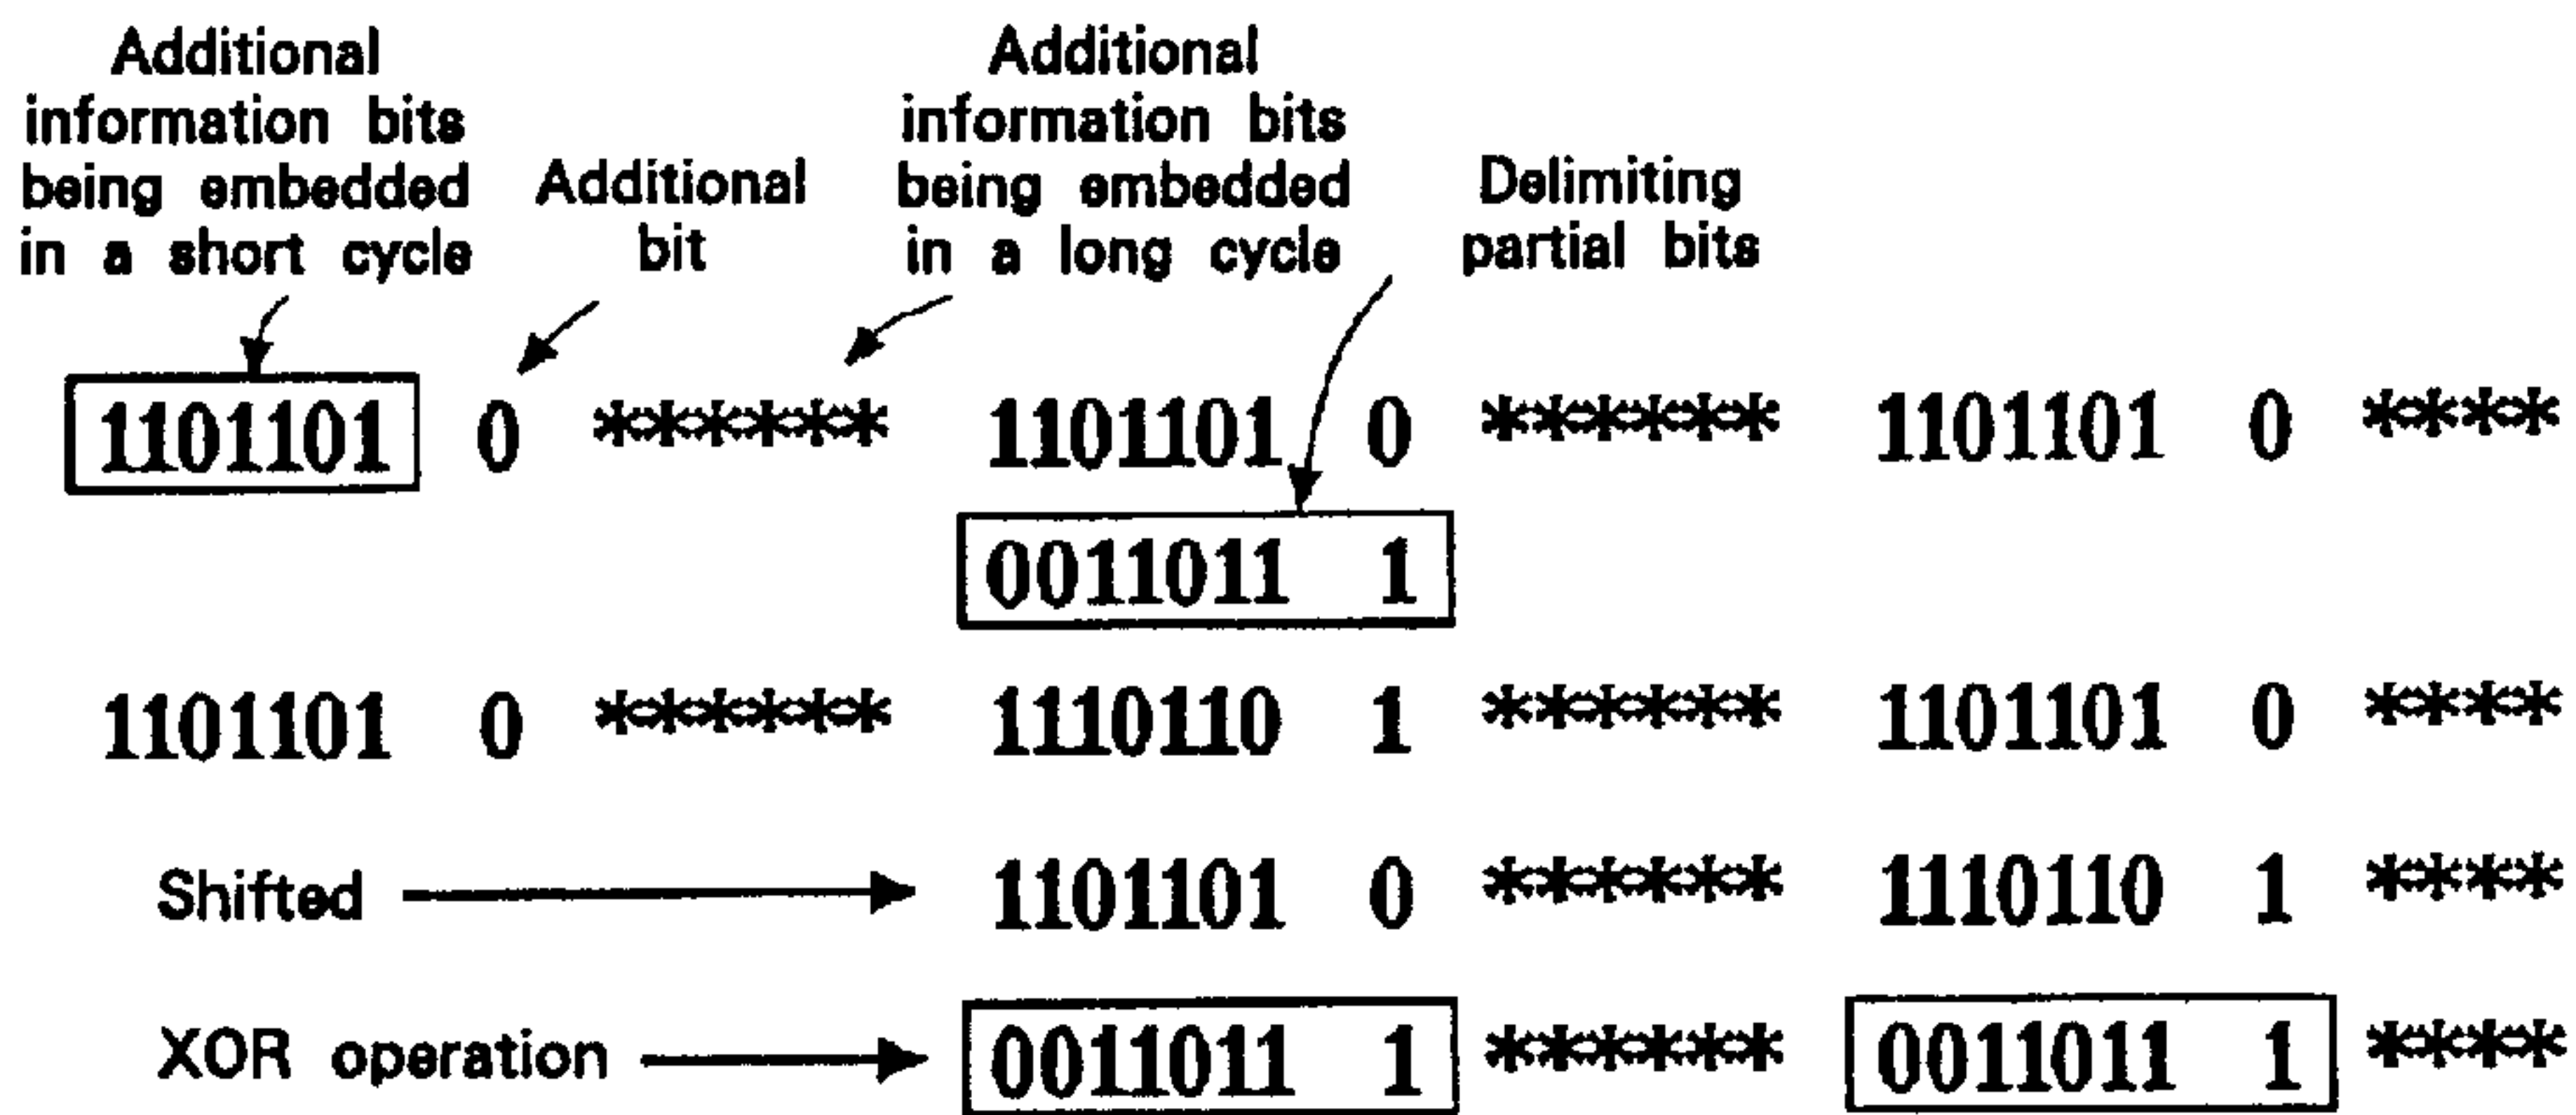 Additional
information bits
being embedded
in a short cycle
Additional
bit
Additional
information bits
being embedded
in a long cycle
Delimiting
partial bits
1101101 0 ****** 1101101 0 ****** 1101101 0 ****
0011011 1
1101101 0 ****** 1110110 1 ****** 1101101 0 ****
Shifted 1101101 0 ****** 1110110 1 ****
XOR operation 0011011 1 ****** 0011011 1 ****